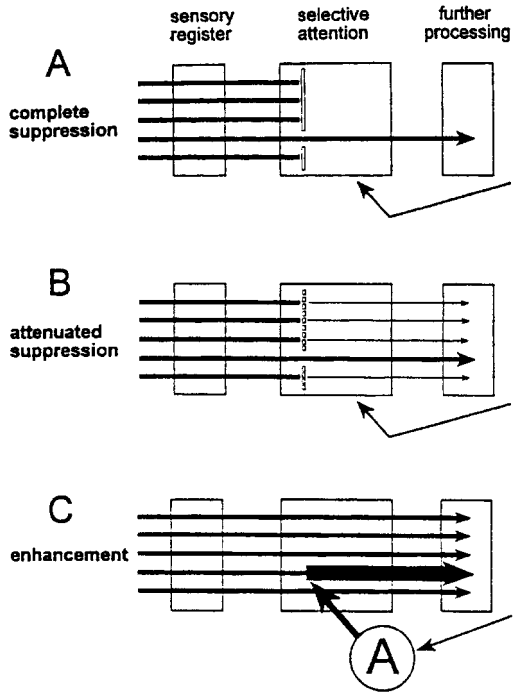 sensory
register
selective
attention
further
processing
A
complete
suppression
B
attenuated
suppression
C
enhancement
A